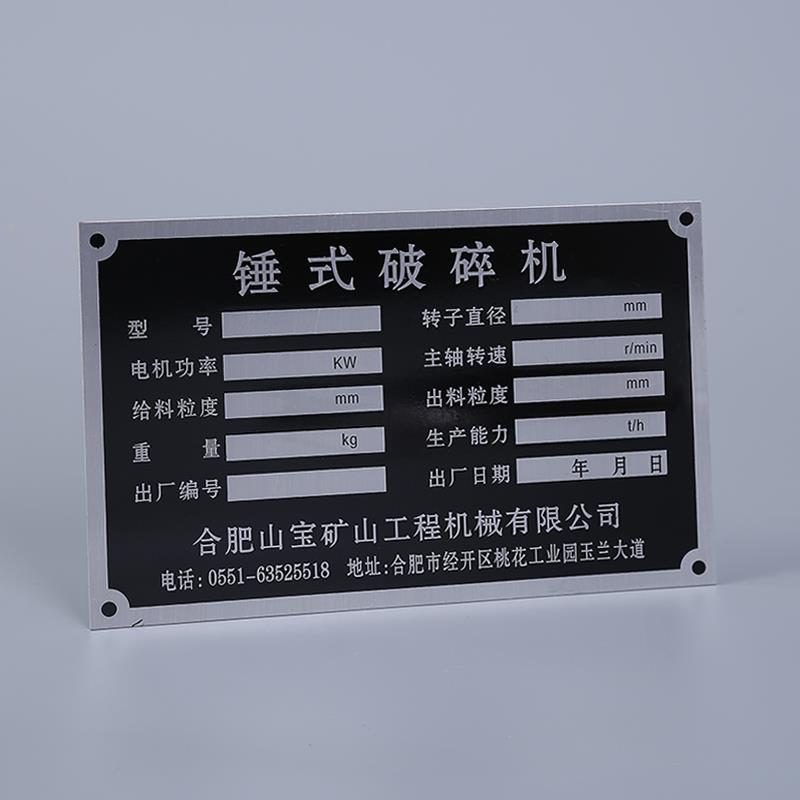 锤式破碎机
型号 转子直径 mm
电机功率 KW 主轴转速 r/min
给料粒度 mm 出料粒度 mm
重量 kg 生产能力 t/h
出厂编号 出厂日期 年 月 日
合肥山宝矿山工程机械有限公司
电话:0551-63525518 地址:合肥市经开区桃花工业园玉兰大道